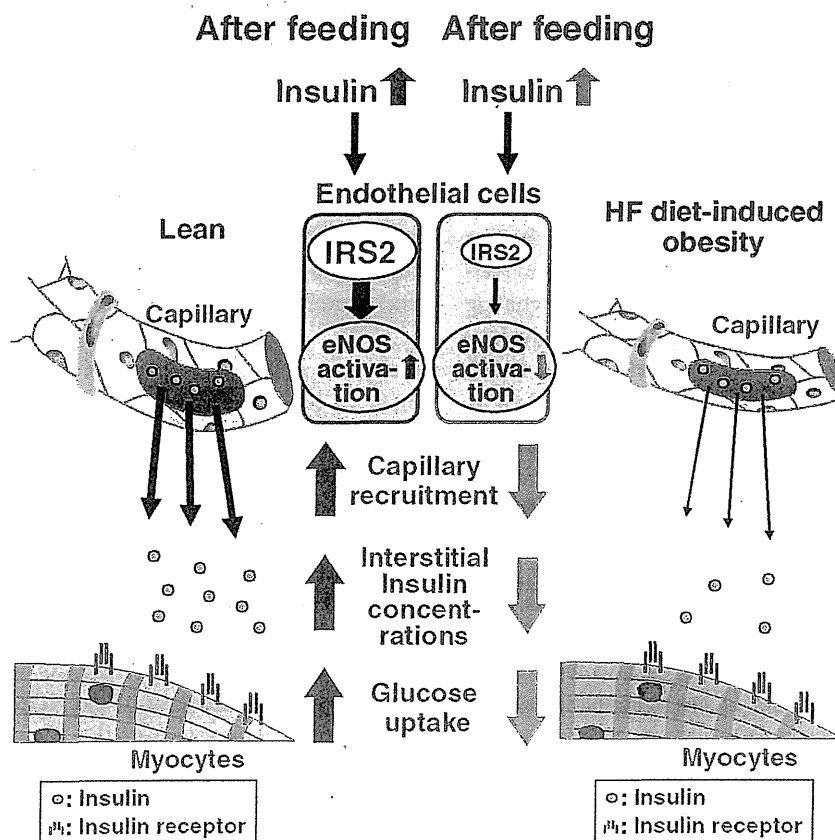 After feeding After feeding
Insulin Insulin
Endothelial cells
Lean
HF diet-induced
obesity
IRS2
IRS2
Capillary
Capillary
eNOS
activa-
tion
eNOS
activa-
tion
Capillary
recruitment
Interstitial
Insulin
concent-
rations
Glucose
uptake
Myocytes
Myocytes
: Insulin
: Insulin receptor
: Insulin
: Insulin receptor